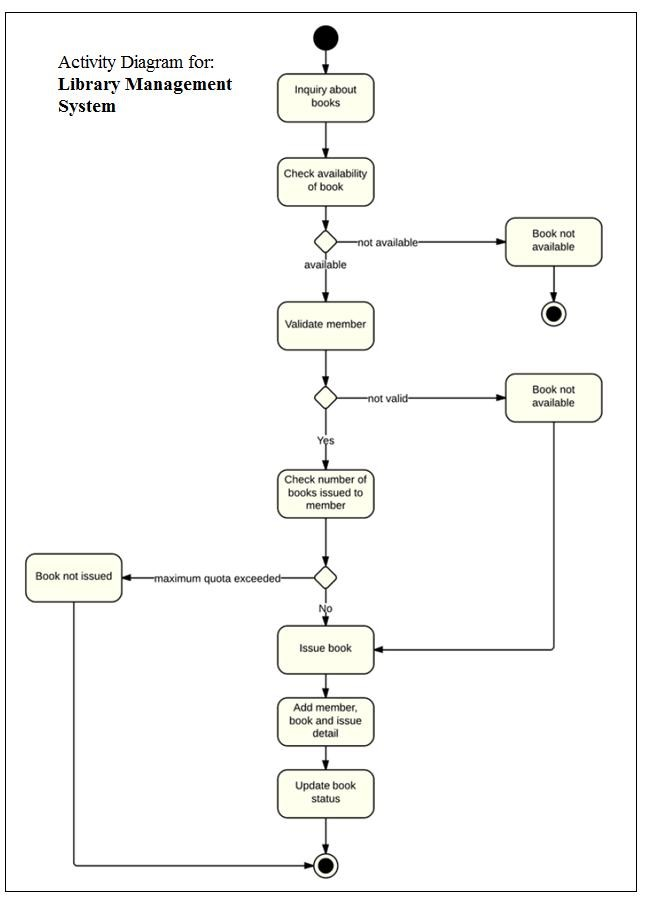 Activity Diagram for:
Library Management
System
Inquiry about
books
Check availability
of book
not available
Book not
available
available
Validate member
not valid
Book not
available
Yes
Check number of
books issued to
member
Book not issued
maximum quota exceeded
No
Issue book
Add member,
book and issue
detail
Update book
status